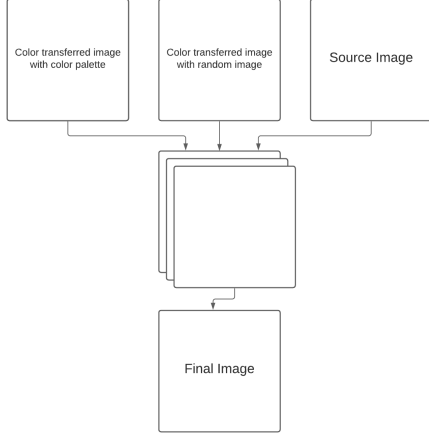 Color transferred image
with color palette
Color transferred image
with random image
Source Image
Final Image